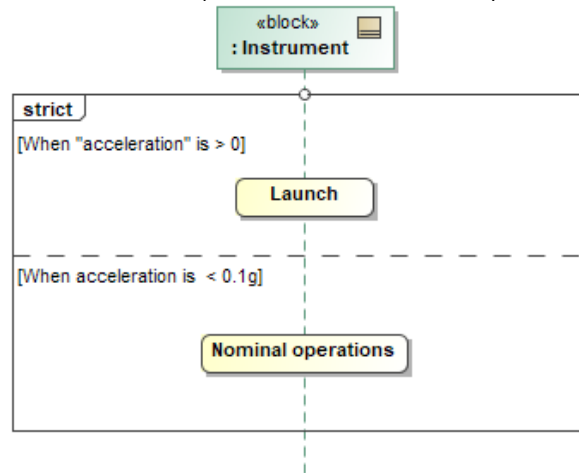 «block»
: Instrument
strict
[When "acceleration" is > 0]
Launch
[When acceleration is  < 0.1g]
Nominal operations